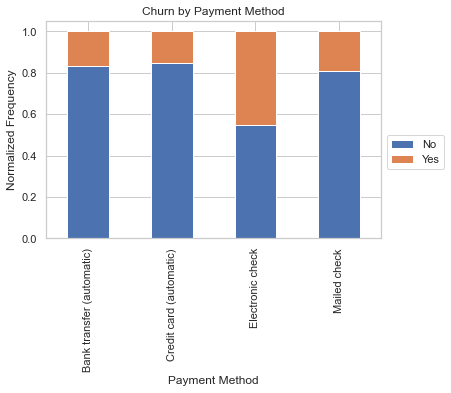 Churn by Payment Method
Normalized Frequency
1.0
0.8
0.6
0.4
0.2
0.0
No
Yes
Bank transfer (automatic)
Credit card (automatic)
Electronic check
Mailed check
Payment Method